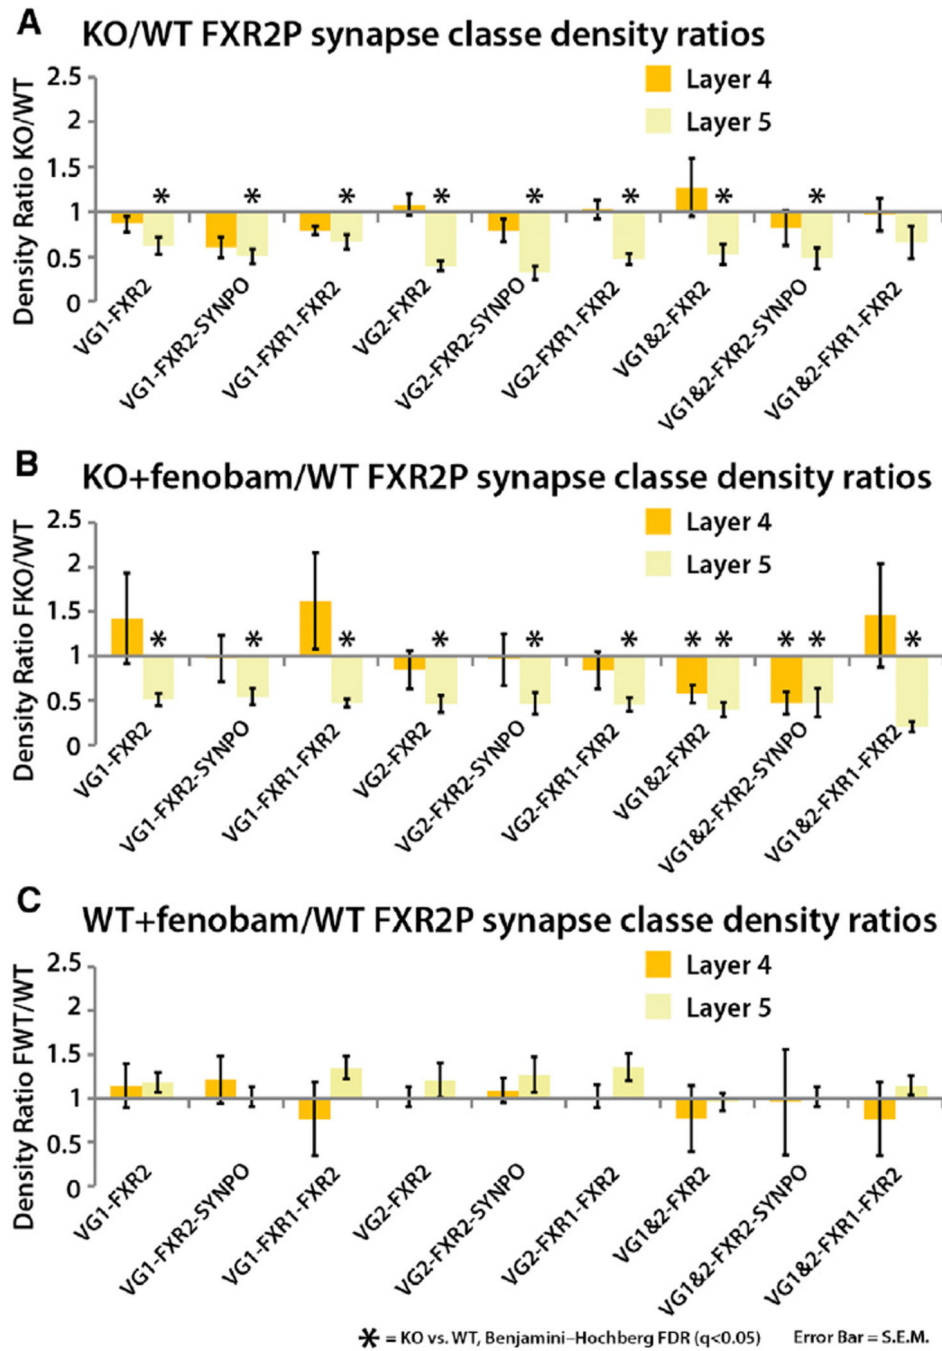 A
KO/WT FXR2P synapse classe density ratios
Layer 4
Layer 5
Density Ratio KO/WT
2.5
2
1.5
1
0.5
0
*
*
*
*
*
*
*
*
VG1-FXR2
VG1-FXR2-SYNPO
VG1-FXR1-FXR2
VG2-FXR2
VG2-FXR2-SYNPO
VG2-FXR1-FXR2
VG1&2-FXR2
VG1&2-FXR2-SYNPO
VG1&2-FXR1-FXR2
B
KO+fenobam/WT FXR2P synapse classe density ratios
Layer 4
Layer 5
Density Ratio FKO/WT
2.5
2
1.5
1
0.5
0
*
*
*
*
*
*
*
*
*
*
*
VG1-FXR2
VG1-FXR2-SYNPO
VG1-FXR1-FXR2
VG2-FXR2
VG2-FXR2-SYNPO
VG2-FXR1-FXR2
VG1&2-FXR2
VG1&2-FXR2-SYNPO
VG1&2-FXR1-FXR2
C
WT+fenobam/WT FXR2P synapse classe density ratios
Layer 4
Layer 5
Density Ratio FWT/WT
2.5
2
1.5
1
0.5
0
VG1-FXR2
VG1-FXR2-SYNPO
VG1-FXR1-FXR2
VG2-FXR2
VG2-FXR2-SYNPO
VG2-FXR1-FXR2
VG1&2-FXR2
VG1&2-FXR2-SYNPO
VG1&2-FXR1-FXR2
* = KO vs. WT, Benjamini–Hochberg FDR (q<0.05) Error Bar = S.E.M.